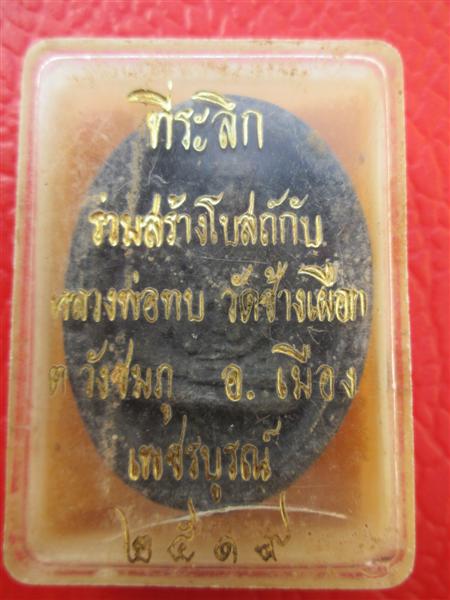 ที่ระลึก
ร่วมสร้างโบสถ์กับ
หลวงพ่อทบ วัดช้างเผือก
ต วังชมภู อ. เมือง
เพชรบูรณ์
๒๕๑๗